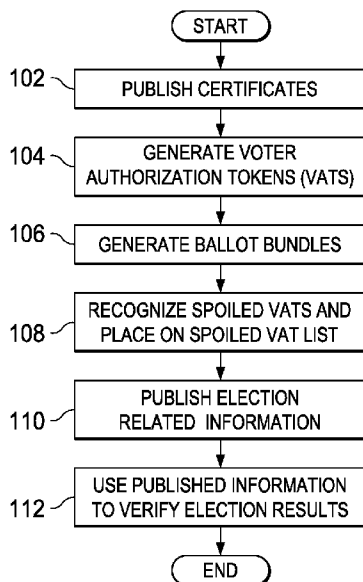 START
102
PUBLISH CERTIFICATES
104
GENERATE VOTER
AUTHORIZATION TOKENS (VATS)
106
GENERATE BALLOT BUNDLES
108
RECOGNIZE SPOILED VATS AND
PLACE ON SPOILED VAT LIST
110
PUBLISH ELECTION
RELATED INFORMATION
112
USE PUBLISHED INFORMATION
TO VERIFY ELECTION RESULTS
END